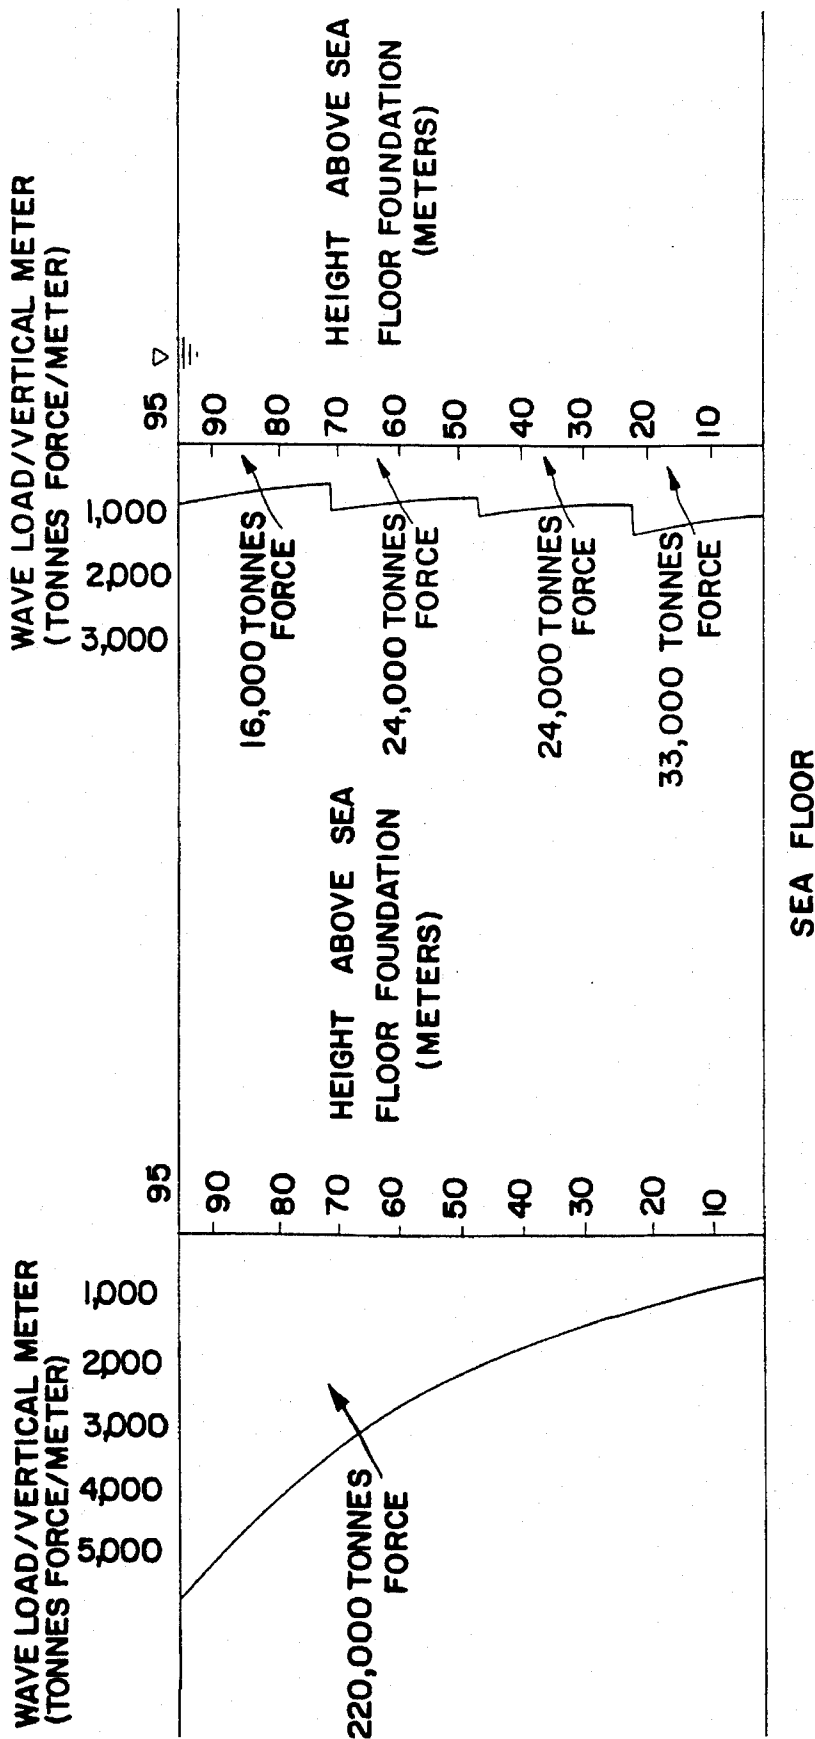 WAVE LOAD/VERTICAL METER
(TONNES FORCE/METER)
5,000
4,000
3,000
2,000
1,000
95
90
80
70
60
50
40
30
20
10
220,000 TONNES
FORCE
HEIGHT ABOVE SEA
FLOOR FOUNDATION
(METERS)
WAVE LOAD/VERTICAL METER
(TONNES FORCE/METER)
3,000
2,000
1,000
95
90
80
70
60
50
40
30
20
10
16,000 TONNES
FORCE
24,000 TONNES
FORCE
24,000 TONNES
FORCE
33,000 TONNES
FORCE
HEIGHT ABOVE SEA
FLOOR FOUNDATION
(METERS)
SEA FLOOR